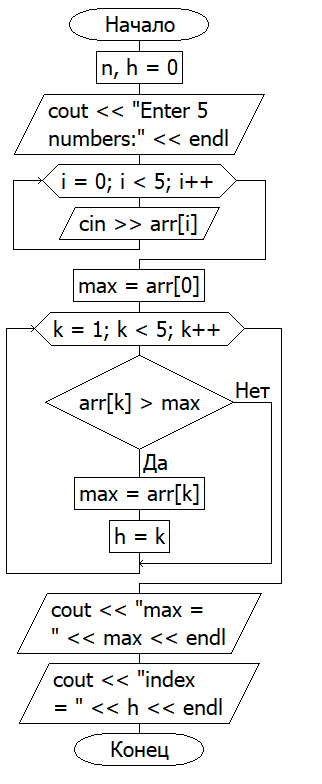 Начало
n, h = 0
cout << "Enter 5
numbers:" << endl
i = 0; i < 5; i++
cin >> arr[i]
max = arr[0]
k = 1; k < 5; k++
arr[k] > max
Нет
Да
max = arr[k]
h = k
cout << "max =
" << max << endl
cout << "index
= " << h << endl
Конец